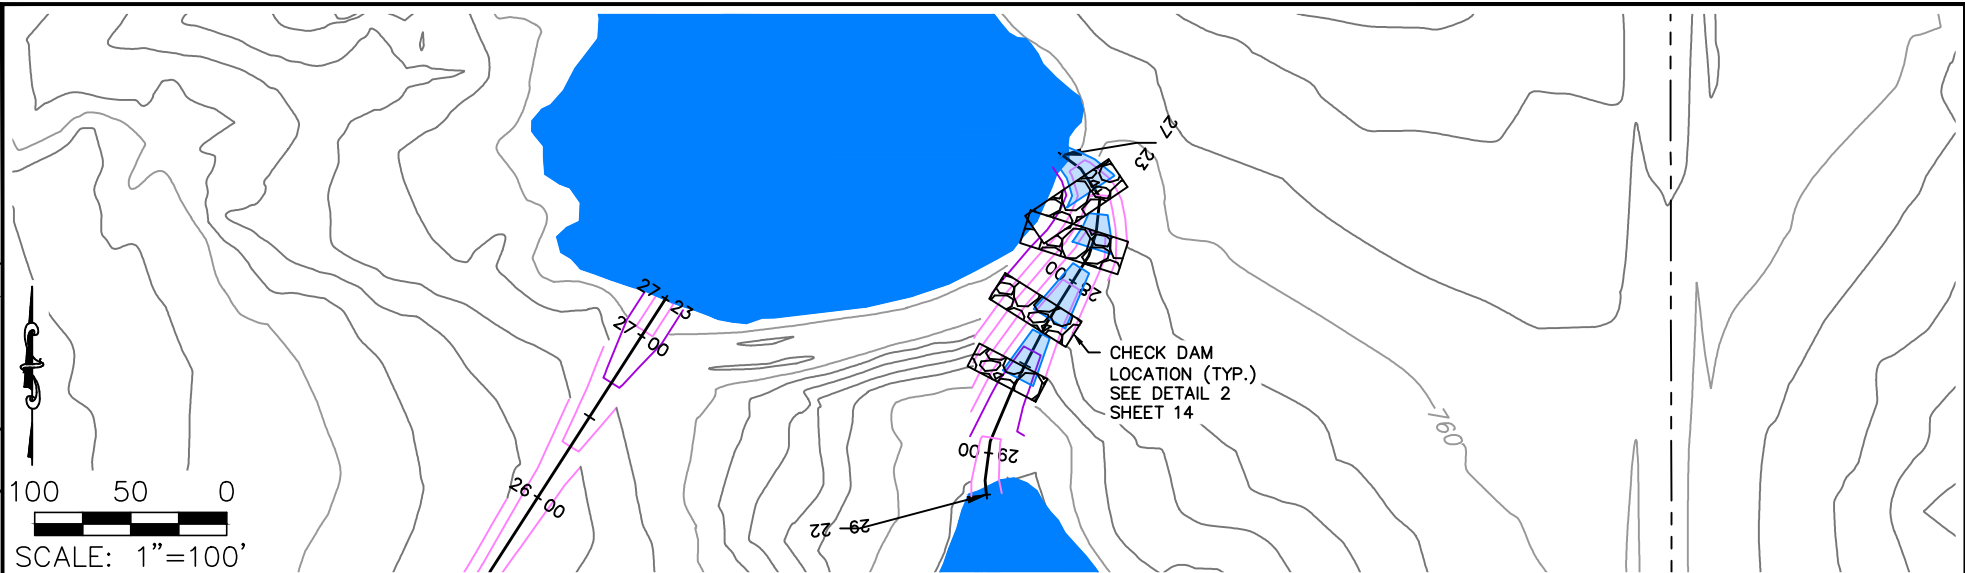 27
23
27+23
27+00
28+00
CHECK DAM
LOCATION (TYP.)
SEE DETAIL 2
SHEET 14
760
29+00
26+00
29+22
100 50 0
SCALE: 1"=100'